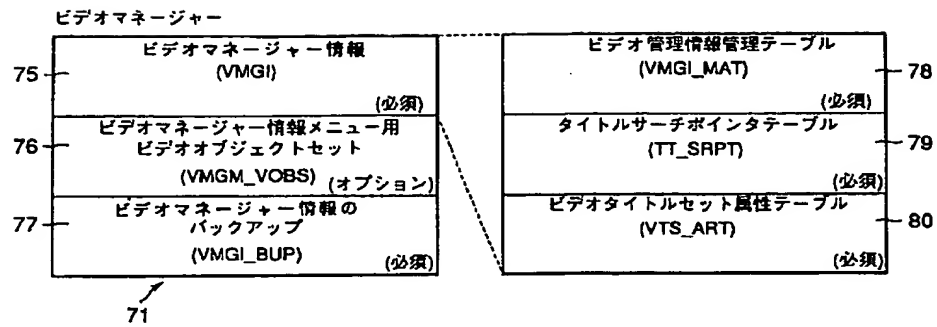 ビデオマネージャー
75
ビデオマネージャー情報
(VMGI)
(必須)
76
ビデオマネージャー情報メニュー用
ビデオオブジェクトセット
(VMGM_VOBS) (オプション)
77
ビデオマネージャー情報の
バックアップ
(VMGI_BUP)
(必須)
71
ビデオ管理情報管理テーブル
(VMGI_MAT)
(必須)
78
タイトルサーチポインタテーブル
(TT_SRPT)
(必須)
79
ビデオタイトルセット属性テーブル
(VTS_ART)
(必須)
80